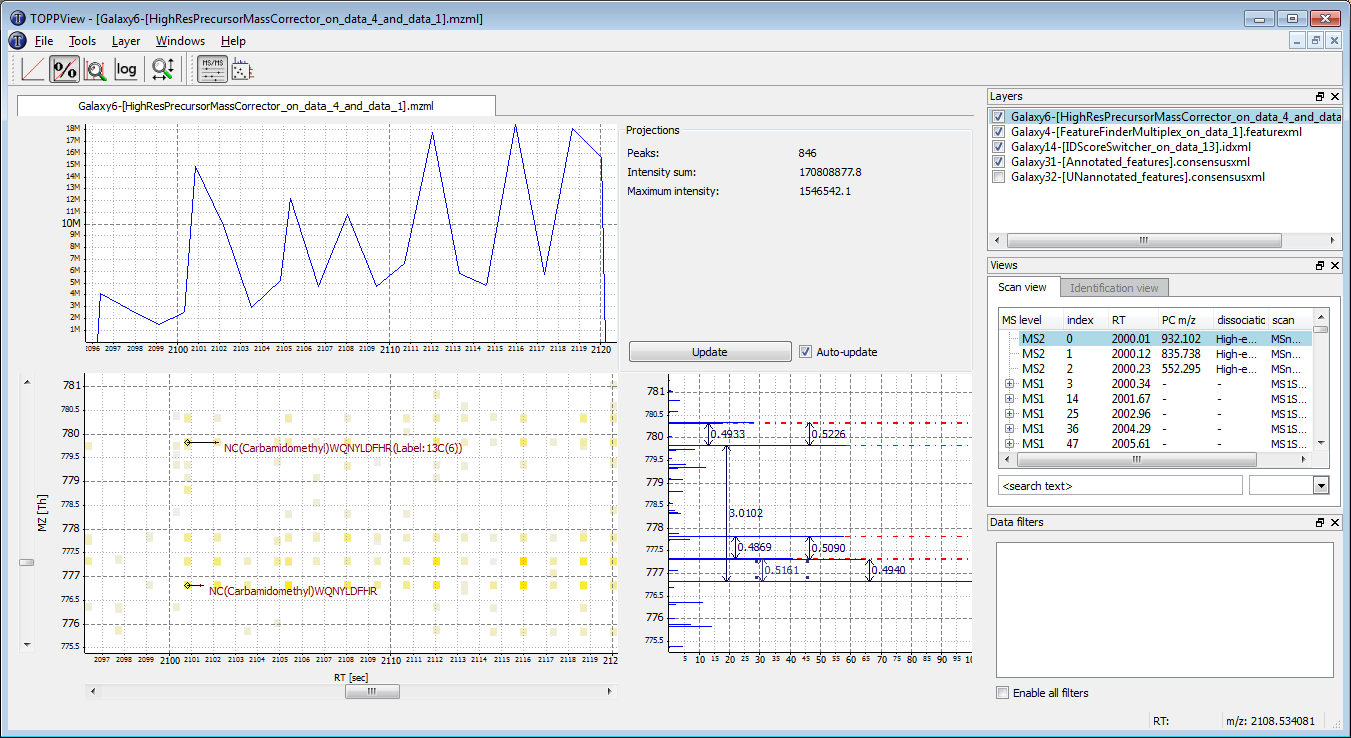 TOPPView - [Galaxy6-[HighResPrecursorMassCorrector_on_data_4_and_data_1].mzml]
File Tools Layer Windows Help
% log MS/MS
Galaxy6-[HighResPrecursorMassCorrector_on_data_4_and_data_1].mzml
18M
17M
16M
15M
14M
13M
12M
11M
10M
9M
8M
7M
6M
5M
4M
3M
2M
1M
2096 2097 2098 2099 2100 2101 2102 2103 2104 2105 2106 2107 2108 2109 2110 2111 2112 2113 2114 2115 2116 2117 2118 2119 2120
Projections
Peaks: 846
Intensity sum: 170808877.8
Maximum intensity: 1546542.1
Update Auto-update
781
780.5
780
779.5
779
778.5
778
777.5
777
776.5
776
775.5
MZ [Th]
NC(Carbamidomethyl)WQNYLDFHR(Label:13C(6))
NC(Carbamidomethyl)WQNYLDFHR
2097 2098 2099 2100 2101 2102 2103 2104 2105 2106 2107 2108 2109 2110 2111 2112 2113 2114 2115 2116 2117 2118 2119 212
RT [sec]
781
780.5
780
779.5
779
778.5
778
777.5
777
776.5
776
775.5
0.4933 0.5226
3.0102
0.4869 0.5090
0.5161 0.4940
5 10 15 20 25 30 35 40 45 50 55 60 65 70 75 80 85 90 95 10
Layers
Galaxy6-[HighResPrecursorMassCorrector_on_data_4_and_data
Galaxy4-[FeatureFinderMultiplex_on_data_1].featurexml
Galaxy14-[IDScoreSwitcher_on_data_13].idxml
Galaxy31-[Annotated_features].consensusxml
Galaxy32-[UNannotated_features].consensusxml
Views
Scan view Identification view
MS level index RT PC m/z dissociatic scan
MS2 0 2000.01 932.102 High-e... MSn...
MS2 1 2000.12 835.738 High-e... MSn...
MS2 2 2000.23 552.295 High-e... MSn...
MS1 3 2000.34 - - MS1S...
MS1 14 2001.67 - - MS1S...
MS1 25 2002.96 - - MS1S...
MS1 36 2004.29 - - MS1S...
MS1 47 2005.61 - - MS1S...
<search text>
Data filters
Enable all filters
RT: m/z: 2108.534081